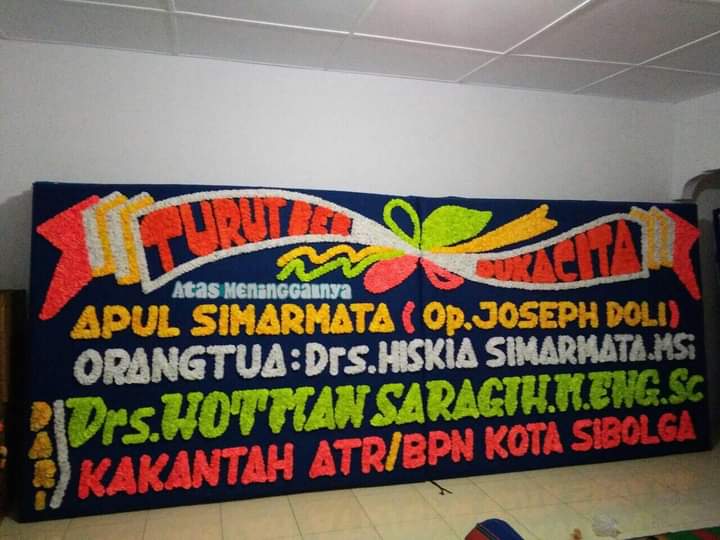 TURUT BER DUKACITA
Atas Meninggalnya
APUL SIMARMATA ( Op. JOSEPH DOLI )
ORANGTUA : Drs. HISKIA SIMARMATA. MSi
DARI
Drs. HOTMAN SARAGIH. M. ENG. Sc
KAKANTAH ATR/BPN KOTA SIBOLGA